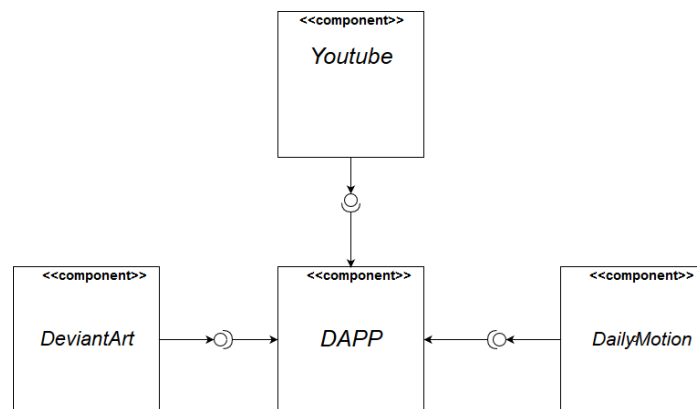 <<component>>
Youtube
<<component>>
DeviantArt
<<component>>
DAPP
<<component>>
DailyMotion